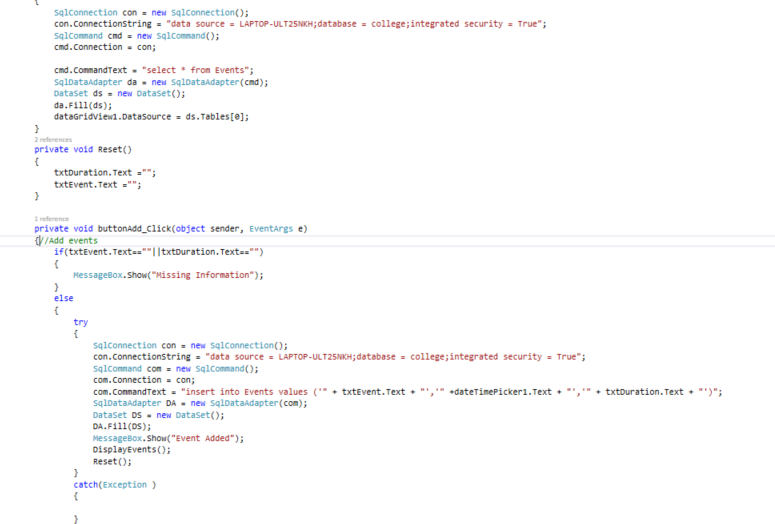 {
SqlConnection con = new SqlConnection();
con.ConnectionString = "data source = LAPTOP-ULT25NKH;database = college;integrated security = True";
SqlCommand cmd = new SqlCommand();
cmd.Connection = con;
cmd.CommandText = "select * from Events";
SqlDataAdapter da = new SqlDataAdapter(cmd);
DataSet ds = new DataSet();
da.Fill(ds);
dataGridView1.DataSource = ds.Tables[0];
}
2 references
private void Reset()
{
txtDuration.Text ="";
txtEvent.Text ="";
}
1 reference
private void buttonAdd_Click(object sender, EventArgs e)
{//Add events
if(txtEvent.Text==""||txtDuration.Text=="")
{
MessageBox.Show("Missing Information");
}
else
{
try
{
SqlConnection con = new SqlConnection();
con.ConnectionString = "data source = LAPTOP-ULT25NKH;database = college;integrated security = True";
SqlCommand com = new SqlCommand();
com.Connection = con;
com.CommandText = "insert into Events values ('" + txtEvent.Text + "','" +dateTimePicker1.Text + "','" + txtDuration.Text + "')";
SqlDataAdapter DA = new SqlDataAdapter(com);
DataSet DS = new DataSet();
DA.Fill(DS);
MessageBox.Show("Event Added");
DisplayEvents();
Reset();
}
catch(Exception )
{
}